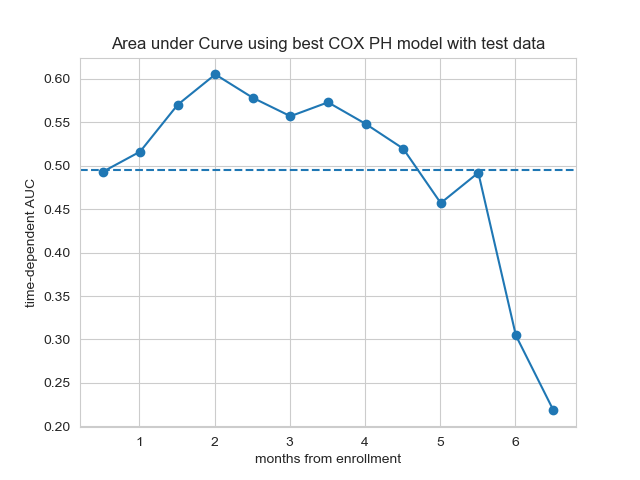 Area under Curve using best COX PH model with test data
time-dependent AUC
0.60
0.55
0.50
0.45
0.40
0.35
0.30
0.25
0.20
1 2 3 4 5 6
months from enrollment